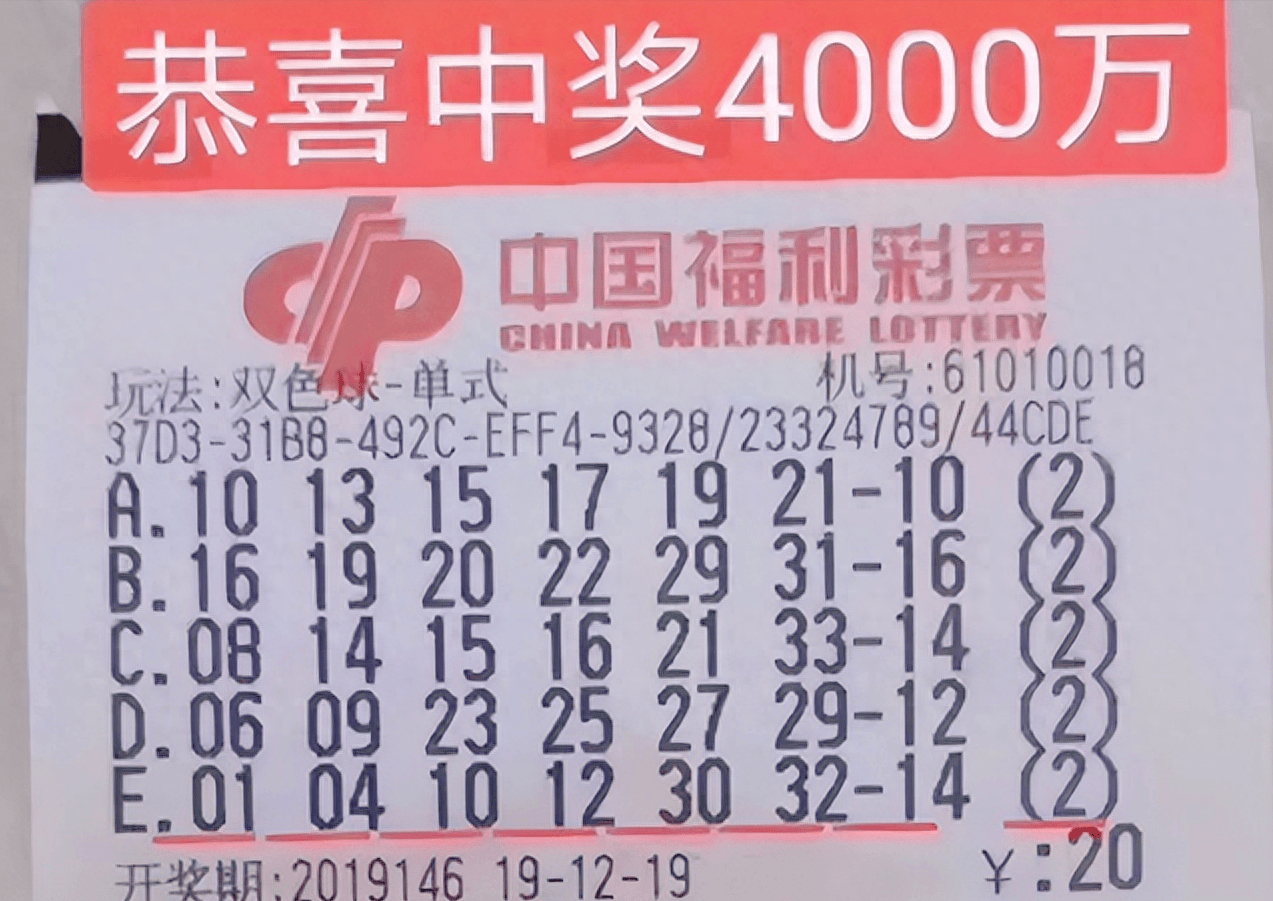 恭喜中奖4000万
中国福利彩票
CHINA WELFARE LOTTERY
玩法:双色球-单式 机号:61010018
37D3-31B8-492C-EFF4-9328/23324789/44CDE
A.10 13 15 17 19 21-10 (2)
B.16 19 20 22 29 31-16 (2)
C.08 14 15 16 21 33-14 (2)
D.06 09 23 25 27 29-12 (2)
E.01 04 10 12 30 32-14 (2)
开奖期:2019146 19-12-19 ¥:20